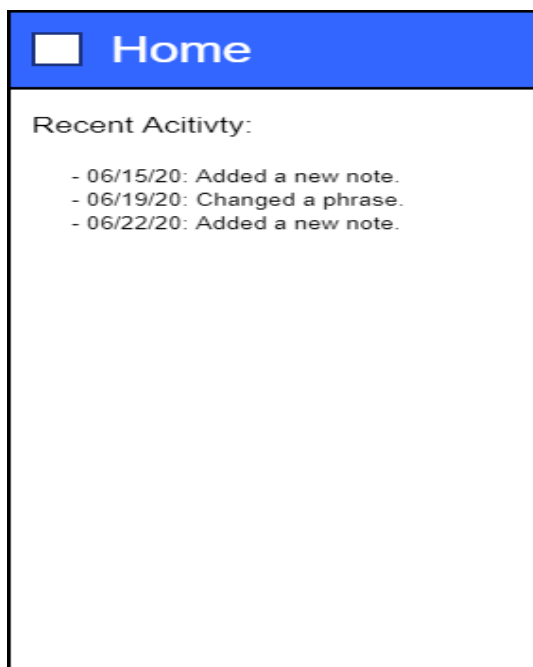 Home
Recent Acitivty:
- 06/15/20: Added a new note.
- 06/19/20: Changed a phrase.
- 06/22/20: Added a new note.